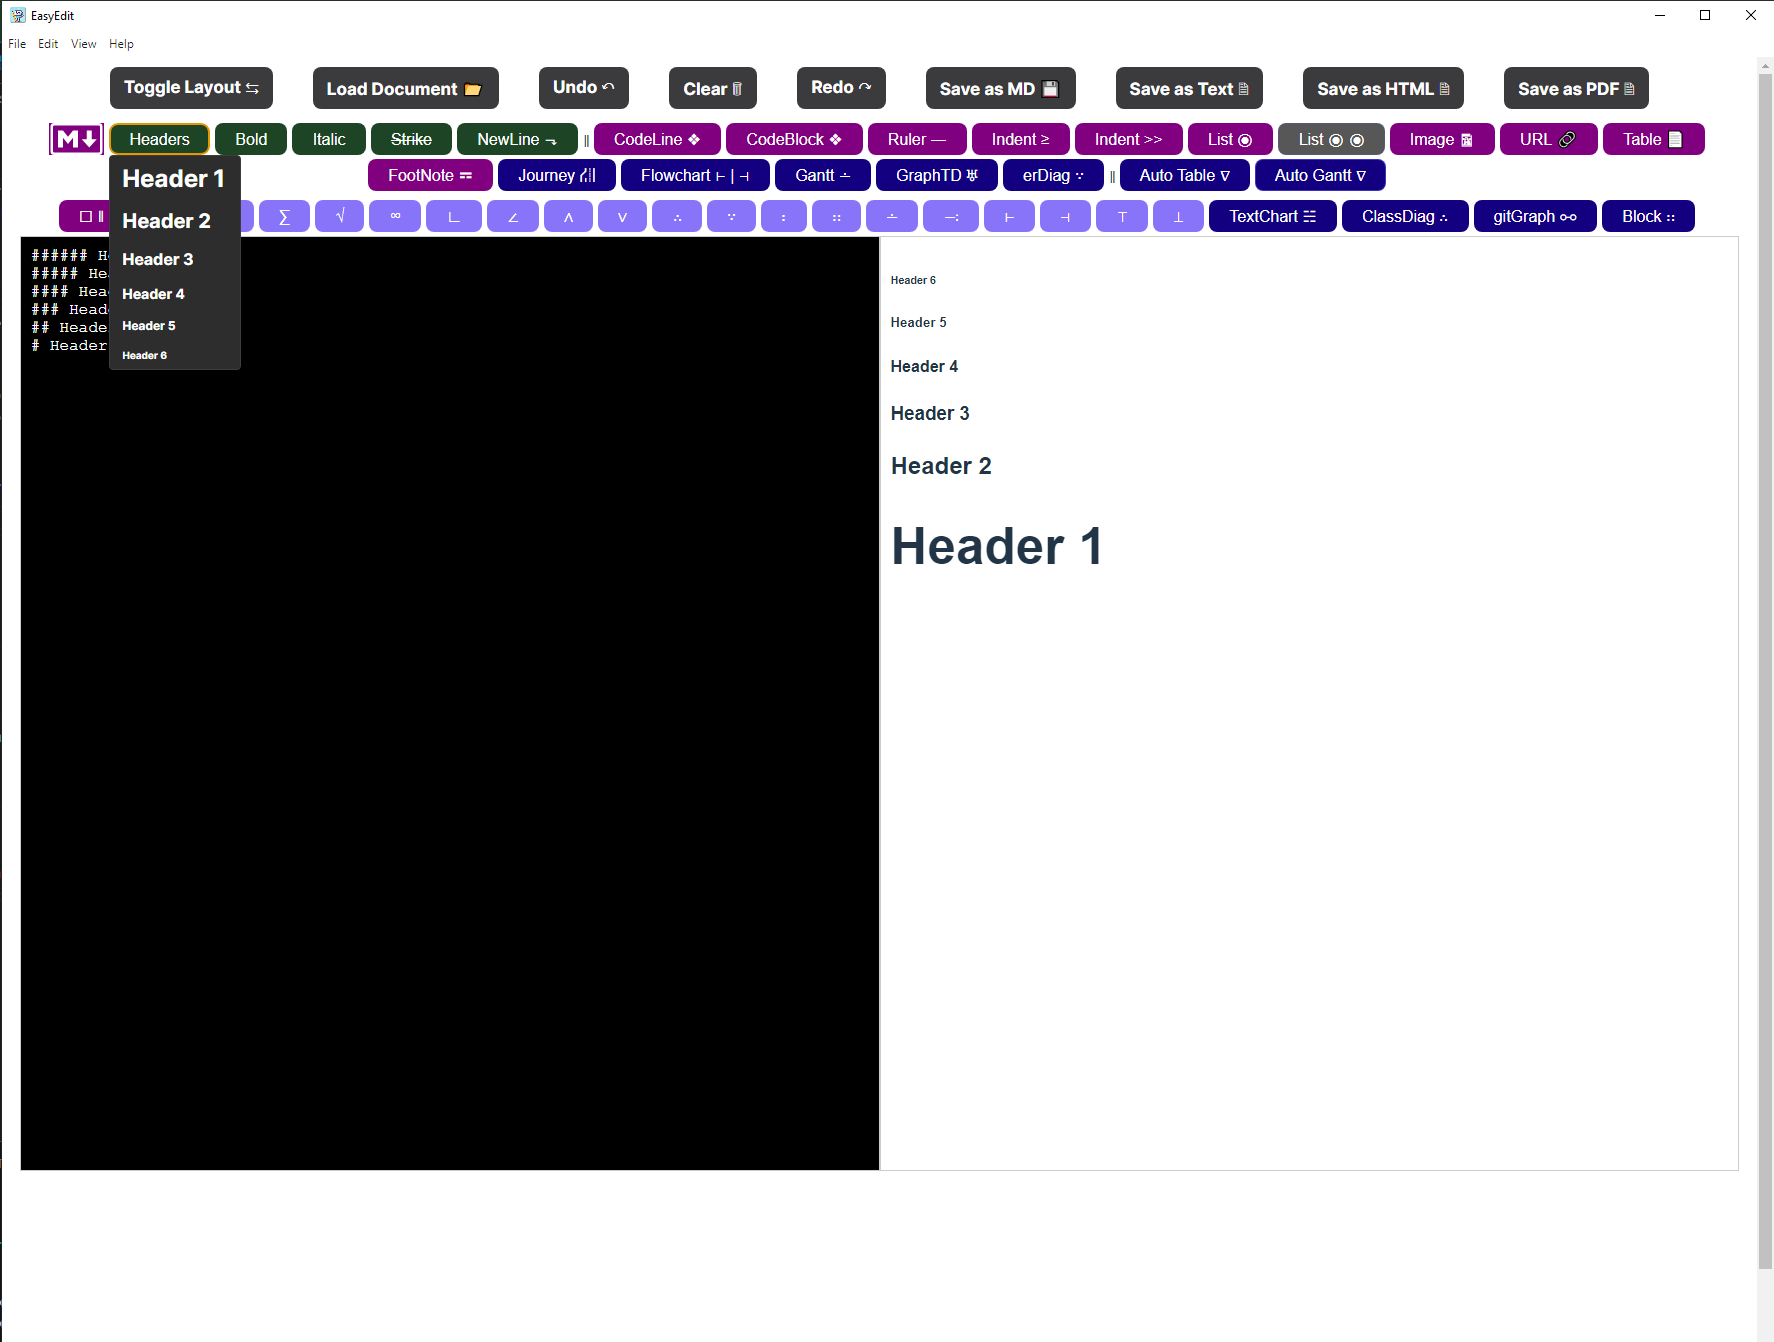 EasyEdit
File Edit View Help
Toggle Layout ⇆ Load Document 📂 Undo ↶ Clear 🗑 Redo ↷ Save as MD 💾 Save as Text 🗎 Save as HTML 🗎 Save as PDF 🗎
M↓ Headers Bold Italic Strike NewLine ⬎ || CodeLine ❖ CodeBlock ❖ Ruler — Indent ≥ Indent >> List ◉ List ◉ ◉ Image URL 🔗 Table
FootNote Journey Flowchart ⊢ | ⊣ Gantt ∸ GraphTD erDiag ∵ || Auto Table ∇ Auto Gantt ∇
□ ‖ ∑ √ ∞ ∟ ∠ ∧ ∨ ∴ ∵ ∶ ∷ ∸ ∹ ⊢ ⊣ ⊤ ⊥ TextChart ☵ ClassDiag ∴ gitGraph ⚯ Block ∷
Header 1
Header 2
Header 3
Header 4
Header 5
Header 6
###### H
##### He
#### Hea
### Head
## Heade
# Header
Header 6
Header 5
Header 4
Header 3
Header 2
Header 1